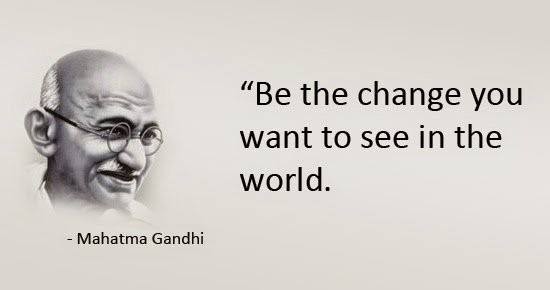 “Be the change you
want to see in the
world.
- Mahatma Gandhi